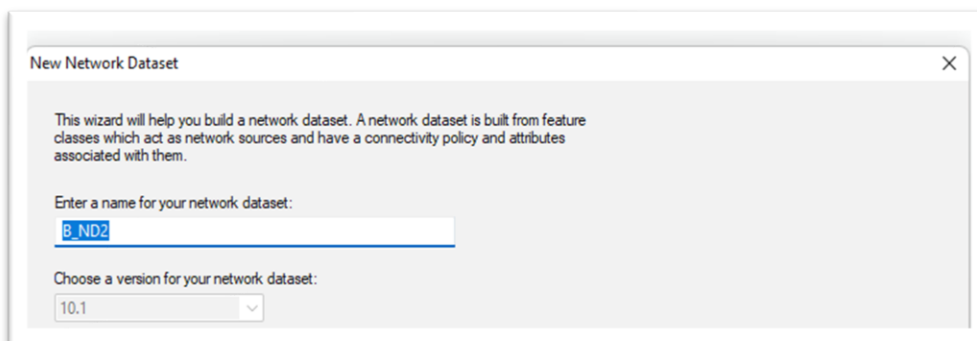 New Network Dataset
This wizard will help you build a network dataset. A network dataset is built from feature
classes which act as network sources and have a connectivity policy and attributes
associated with them.
Enter a name for your network dataset:
B_ND2
Choose a version for your network dataset:
10.1